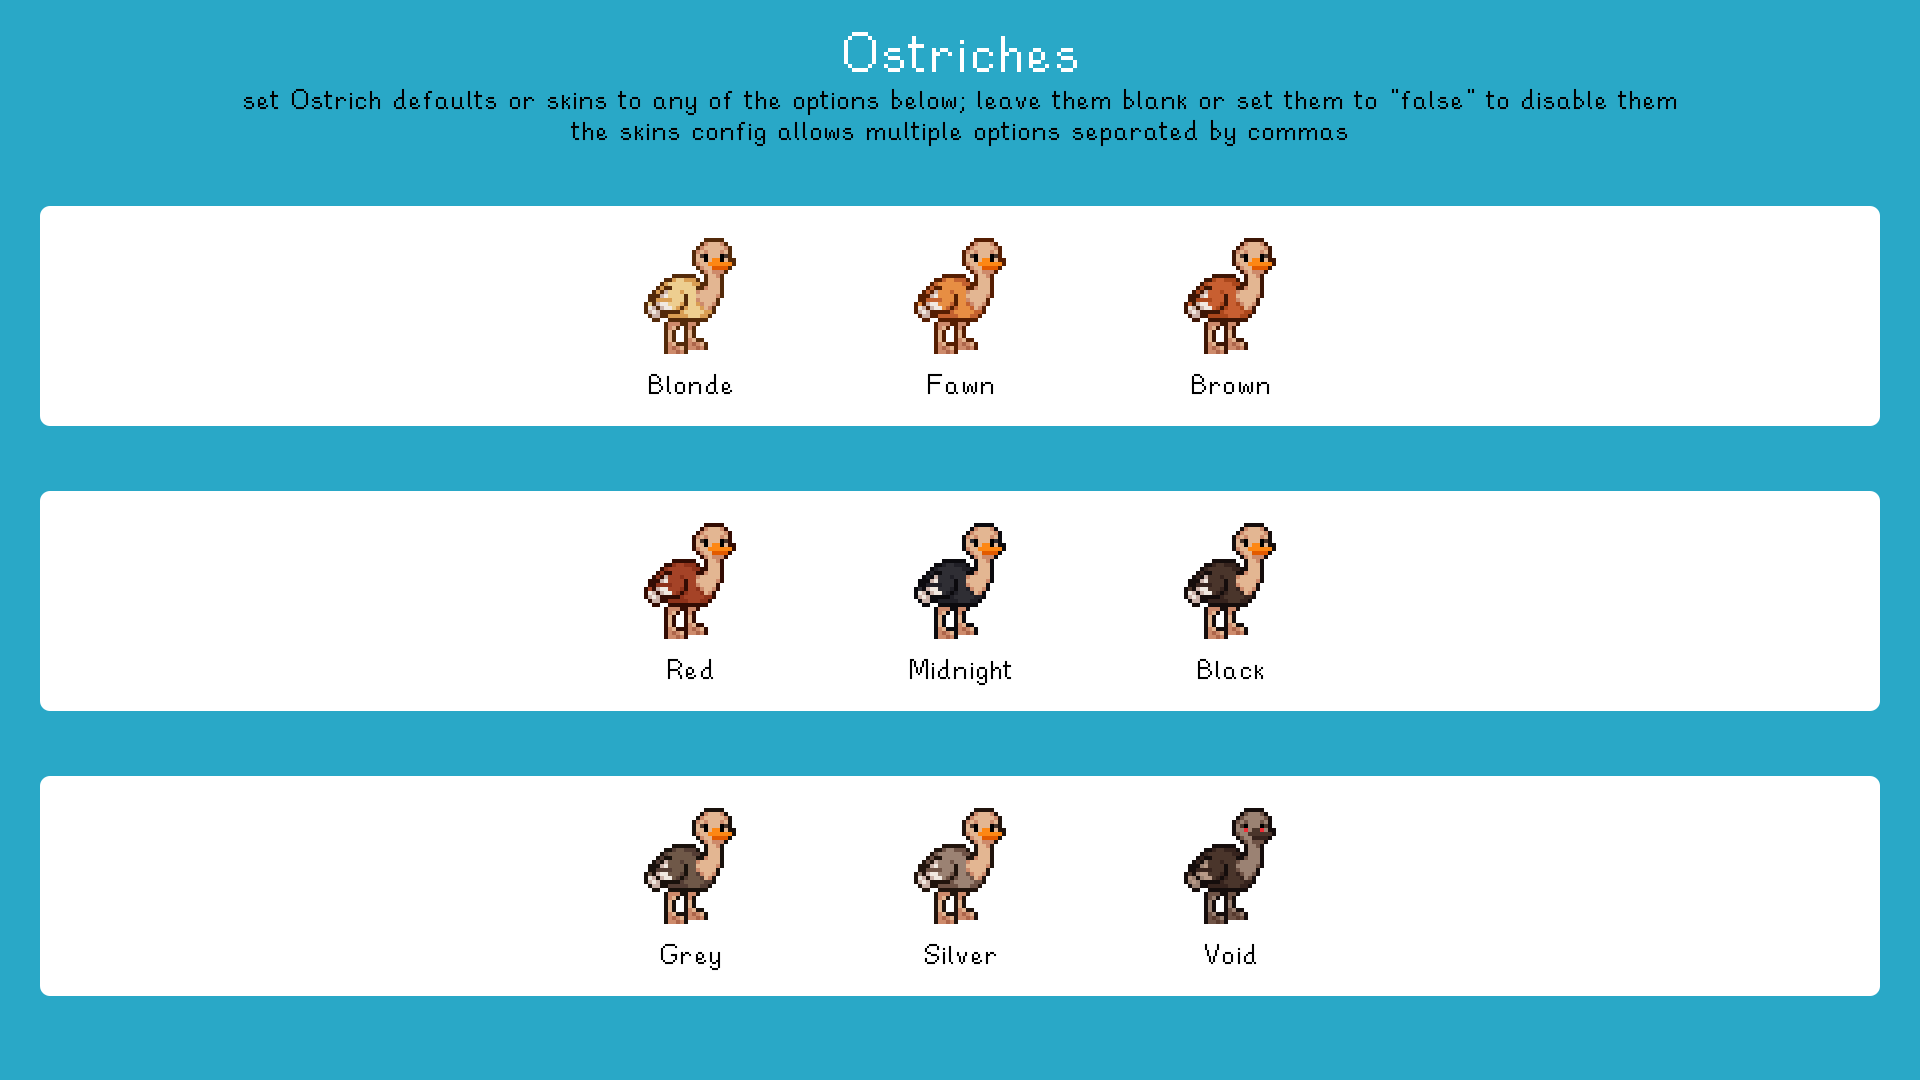 Ostriches
set Ostrich defaults or skins to any of the options below; leave them blank or set them to "false" to disable them
the skins config allows multiple options separated by commas
Blonde
Fawn
Brown
Red
Midnight
Black
Grey
Silver
Void